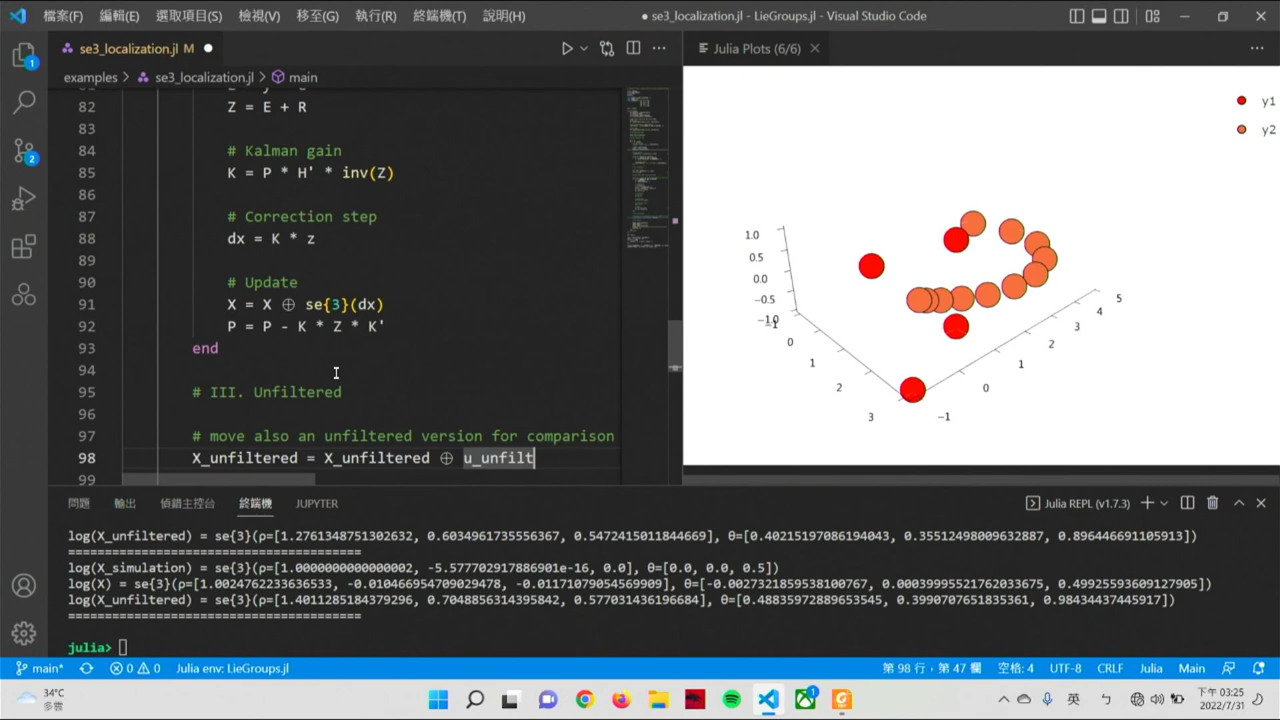 檔案(F) 編輯(E) 選取項目(S) 檢視(V) 移至(G) 執行(R) 終端機(T) 說明(H) ● se3_localization.jl - LieGroups.jl - Visual Studio Code
se3_localization.jl M ●
Julia Plots (6/6)
examples > se3_localization.jl > main
82 Z = E + R
83
84 # Kalman gain
85 K = P * H' * inv(Z)
86
87 # Correction step
88 dx = K * z
89
90 # Update
91 X = X ⊕ se{3}(dx)
92 P = P - K * Z * K'
93 end
94
95 # III. Unfiltered
96
97 # move also an unfiltered version for comparison
98 X_unfiltered = X_unfiltered ⊕ u_unfilt
99
y1
y2
1.0
0.5
0.0
-0.5
-1.0
-1
0
1
2
3
-1
0
1
2
3
4
5
問題 輸出 偵錯主控台 終端機 JUPYTER Julia REPL (v1.7.3)
log(X_unfiltered) = se{3}(ρ=[1.2761348751302632, 0.6034961735556367, 0.5472415011844669], θ=[0.40215197086194043, 0.35512498009632887, 0.896446691105913])
=====================================
log(X_simulation) = se{3}(ρ=[1.0000000000000002, -5.577702917886901e-16, 0.0], θ=[0.0, 0.0, 0.5])
log(X) = se{3}(ρ=[1.0024762233636533, -0.010466954709029478, -0.01171079054569909], θ=[-0.0027321859538100767, 0.00039995521762033675, 0.49925593609127905])
log(X_unfiltered) = se{3}(ρ=[1.4011285184379296, 0.7048856314395842, 0.577031436196684], θ=[0.48835972889653545, 0.3990707651835361, 0.98434437445917])
=====================================
julia>
main* 0 0 Julia env: LieGroups.jl 第 98 行，第 47 欄 空格: 4 UTF-8 CRLF Julia Main
34°C
多雲
英
下午 03:25
2022/7/31